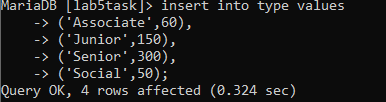 MariaDB [lab5task]> insert into type values
    -> ('Associate',60),
    -> ('Junior',150),
    -> ('Senior',300),
    -> ('Social',50);
Query OK, 4 rows affected (0.324 sec)